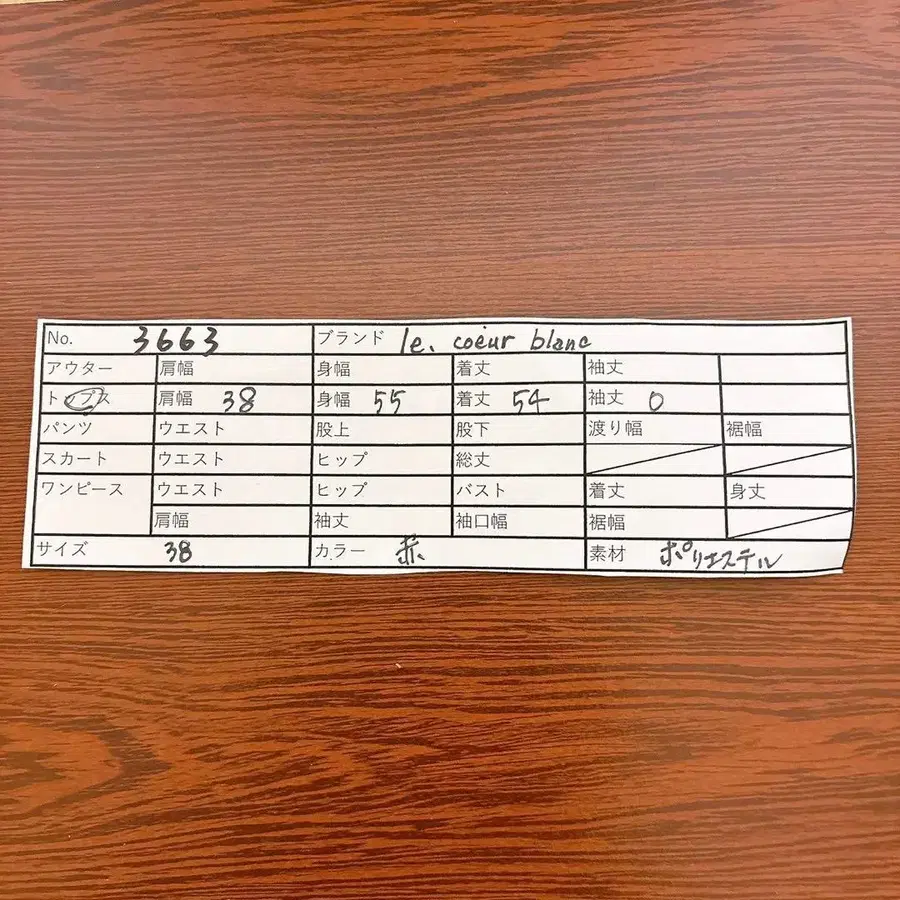 No. 3663 ブランド le. coeur blanc
アウター 肩幅 身幅 着丈 袖丈
トップス 肩幅 38 身幅 55 着丈 54 袖丈 0
パンツ ウエスト 股上 股下 渡り幅 裾幅
スカート ウエスト ヒップ 総丈
ワンピース ウエスト ヒップ バスト 着丈 身丈
肩幅 袖丈 袖口幅 裾幅
サイズ 38 カラー 赤 素材 ポリエステル